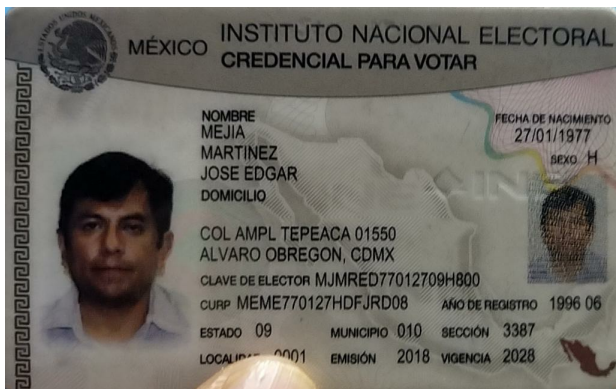 MÉXICO
INSTITUTO NACIONAL ELECTORAL
CREDENCIAL PARA VOTAR
NOMBRE
MEJIA
MARTINEZ
JOSE EDGAR
FECHA DE NACIMIENTO
27/01/1977
SEXO H
DOMICILIO
COL AMPL TEPEACA 01550
ALVARO OBREGON, CDMX
CLAVE DE ELECTOR MJMRED77012709H800
CURP MEME770127HDFJRD08 AÑO DE REGISTRO 1996 06
ESTADO 09 MUNICIPIO 010 SECCIÓN 3387
0001 EMISIÓN 2018 VIGENCIA 2028